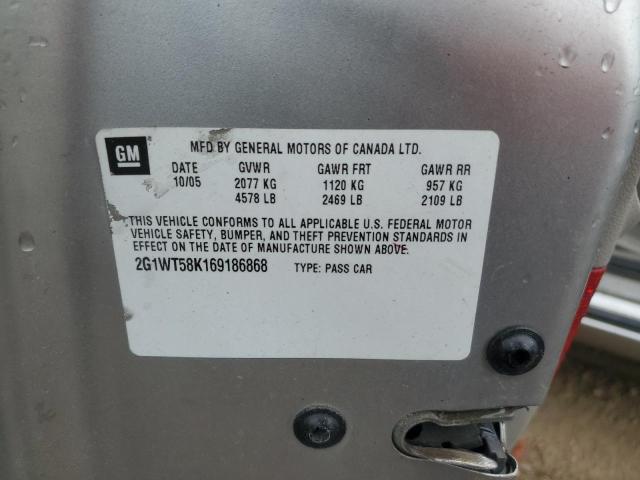 GM
MFD BY GENERAL MOTORS OF CANADA LTD.
DATE GVWR GAWR FRT GAWR RR
10/05 2077 KG 1120 KG 957 KG
4578 LB 2469 LB 2109 LB
THIS VEHICLE CONFORMS TO ALL APPLICABLE U.S. FEDERAL MOTOR
VEHICLE SAFETY, BUMPER, AND THEFT PREVENTION STANDARDS IN
EFFECT ON THE DATE OF MANUFACTURE SHOWN ABOVE.
2G1WT58K169186868 TYPE: PASS CAR